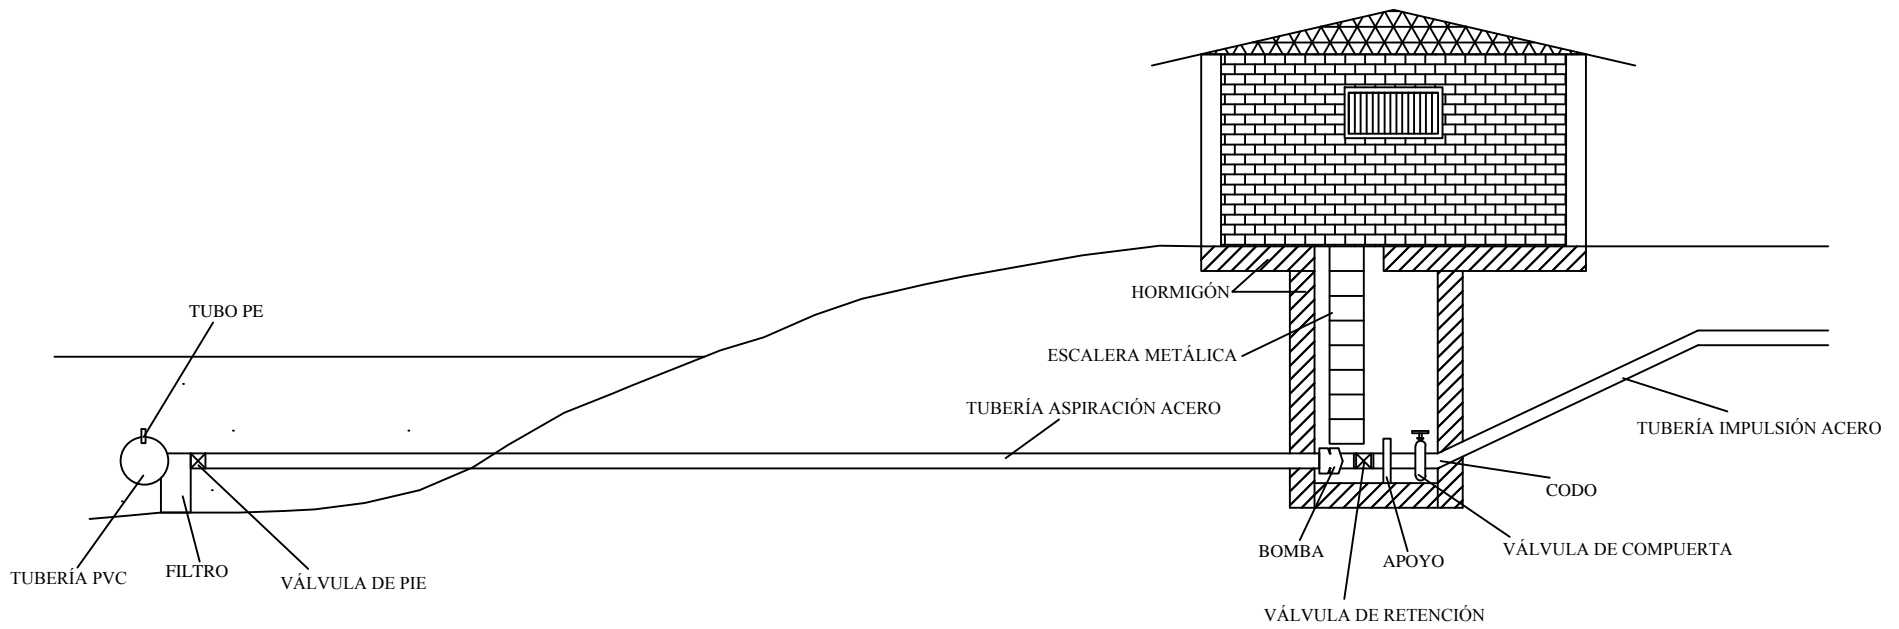 HORMIGÓN
TUBO PE
ESCALERA METÁLICA
TUBERÍA ASPIRACIÓN ACERO
TUBERÍA IMPULSIÓN ACERO
CODO
BOMBA
VÁLVULA DE COMPUERTA
APOYO
TUBERÍA PVC
FILTRO
VÁLVULA DE PIE
VÁLVULA DE RETENCIÓN